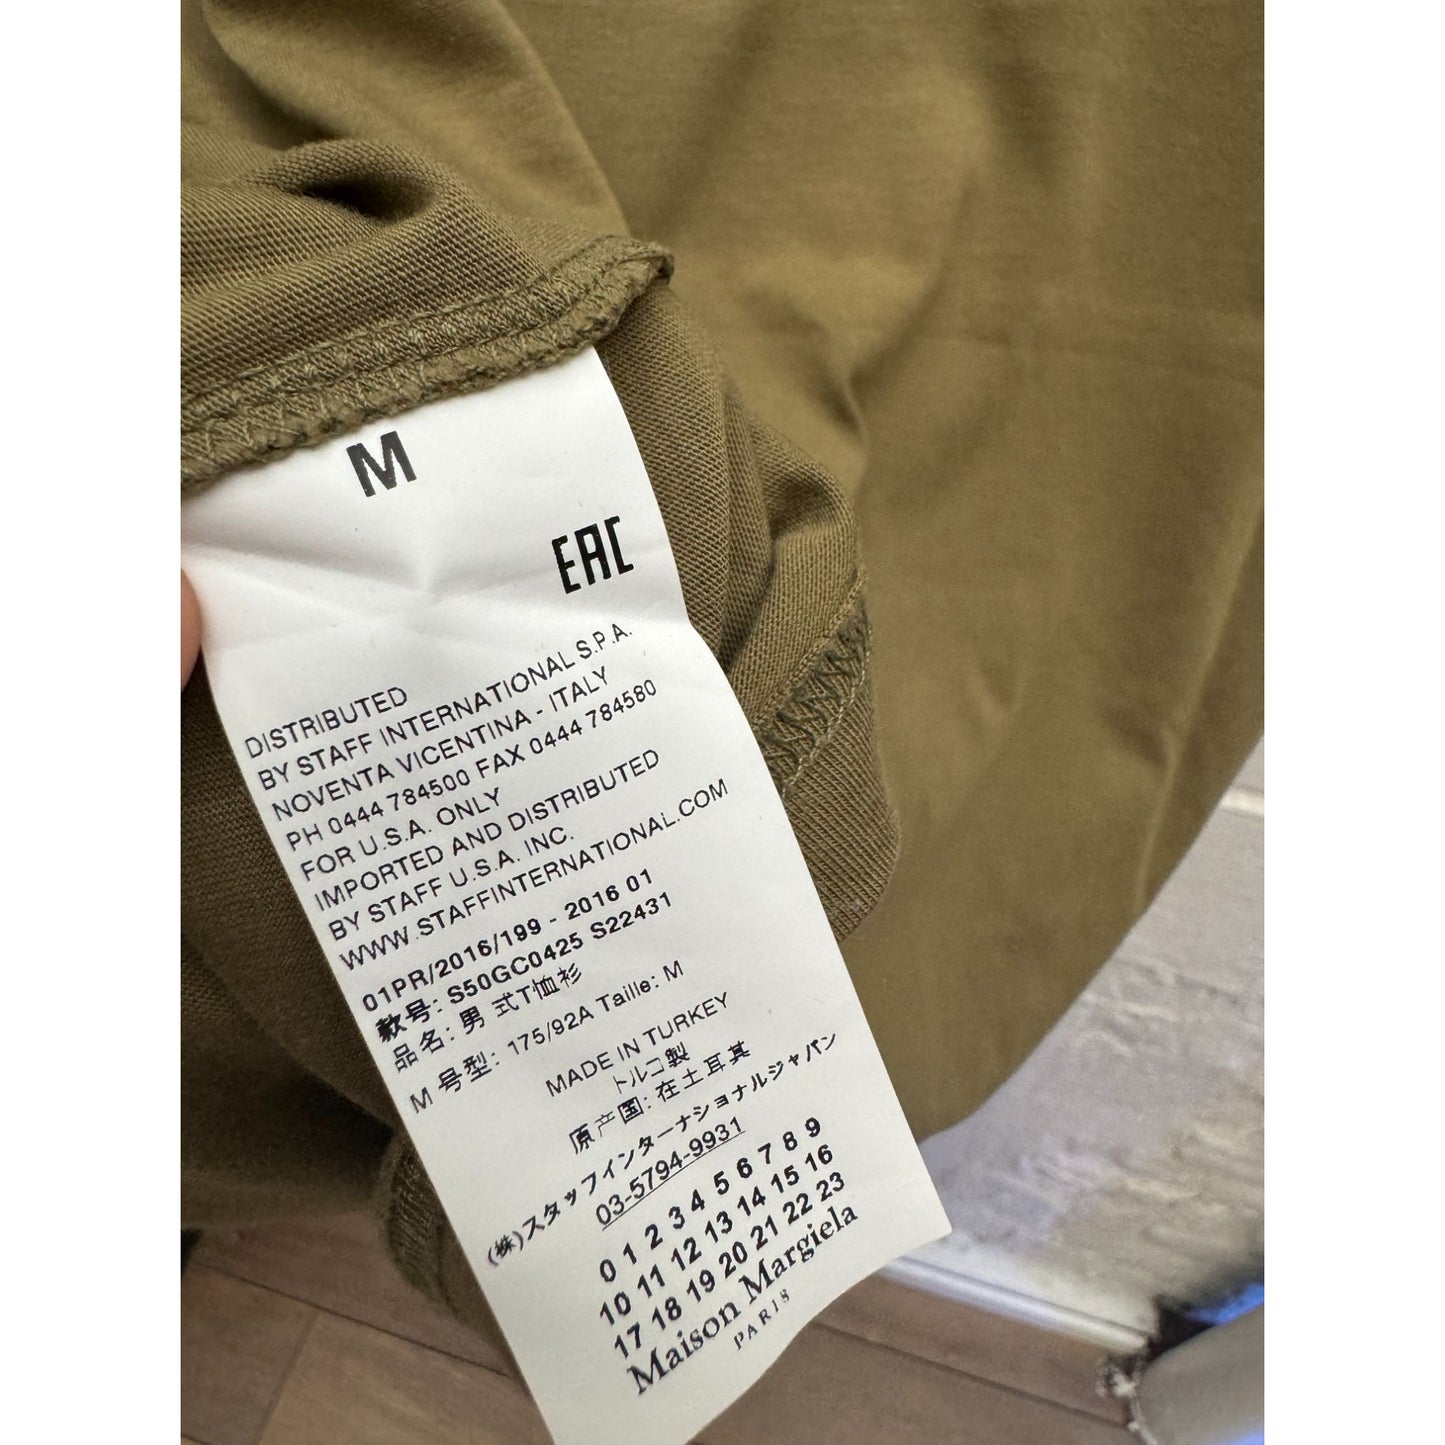 M
EAC
DISTRIBUTED
BY STAFF INTERNATIONAL S.P.A.
NOVENTA VICENTINA - ITALY
PH 0444 784500 FAX 0444 784580
FOR U.S.A. ONLY
IMPORTED AND DISTRIBUTED
BY STAFF U.S.A. INC.
WWW.STAFFINTERNATIONAL.COM
01PR/2016/199 - 2016 01
款号: S50GC0425 S22431
品名: 男 式T恤衫
M 号型: 175/92A Taille: M
MADE IN TURKEY
トルコ製
原产国: 在土耳其
(株)スタッフインターナショナルジャパン
03-5794-9931
0 1 2 3 4 5 6 7 8 9
10 11 12 13 14 15 16
17 18 19 20 21 22 23
Maison Margiela
PARIS